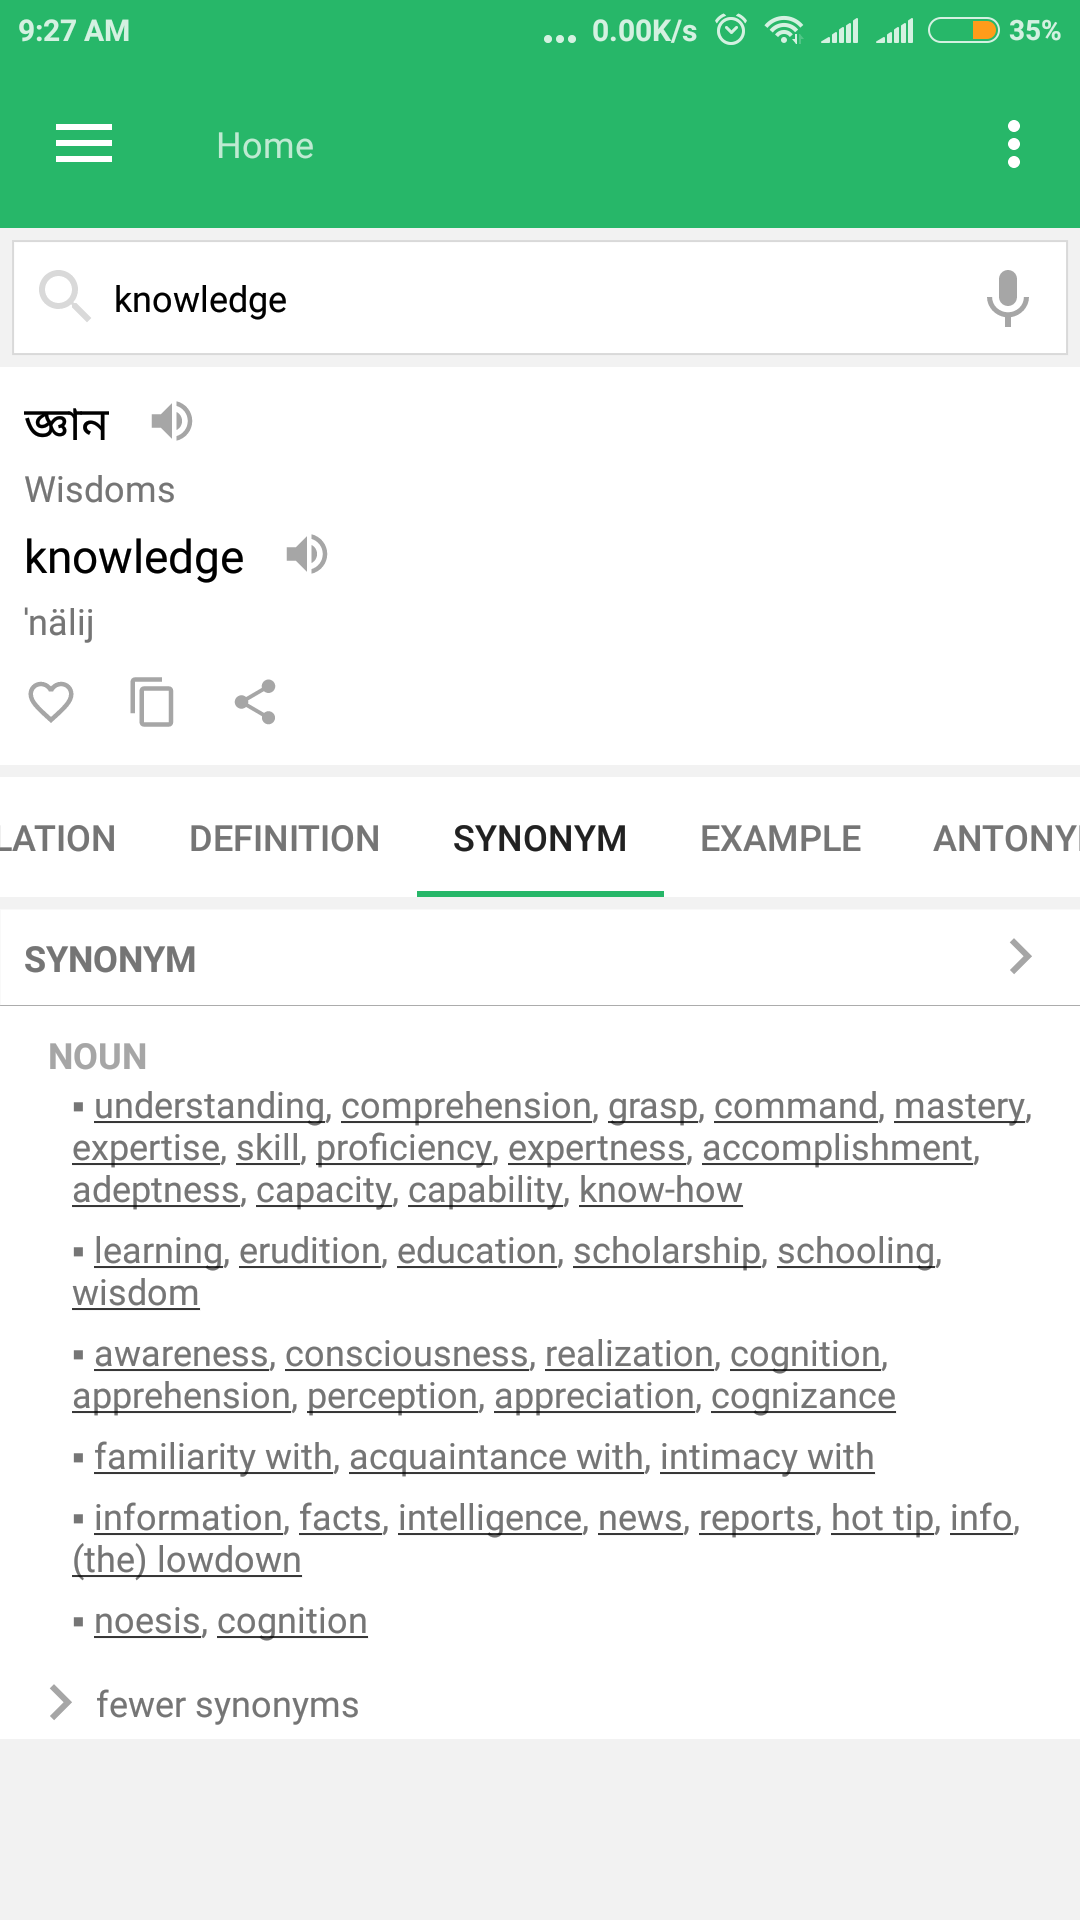 9:27 AM ... 0.00K/s 35%
Home
knowledge
জ্ঞান
Wisdoms
knowledge
'nälij
LATION DEFINITION SYNONYM EXAMPLE ANTONY
SYNONYM
NOUN
▪ understanding, comprehension, grasp, command, mastery,
expertise, skill, proficiency, expertness, accomplishment,
adeptness, capacity, capability, know-how
▪ learning, erudition, education, scholarship, schooling,
wisdom
▪ awareness, consciousness, realization, cognition,
apprehension, perception, appreciation, cognizance
▪ familiarity with, acquaintance with, intimacy with
▪ information, facts, intelligence, news, reports, hot tip, info,
(the) lowdown
▪ noesis, cognition
fewer synonyms